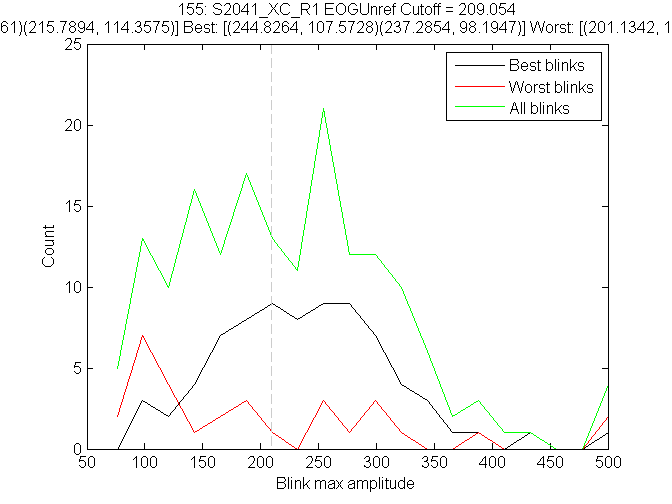 155: S2041_XC_R1 EOGUnref Cutoff = 209.054
61)(215.7894, 114.3575)] Best: [(244.8264, 107.5728)(237.2854, 98.1947)] Worst: [(201.1342, 1
25
20
15
10
5
0
Count
Best blinks
Worst blinks
All blinks
50 100 150 200 250 300 350 400 450 500
Blink max amplitude